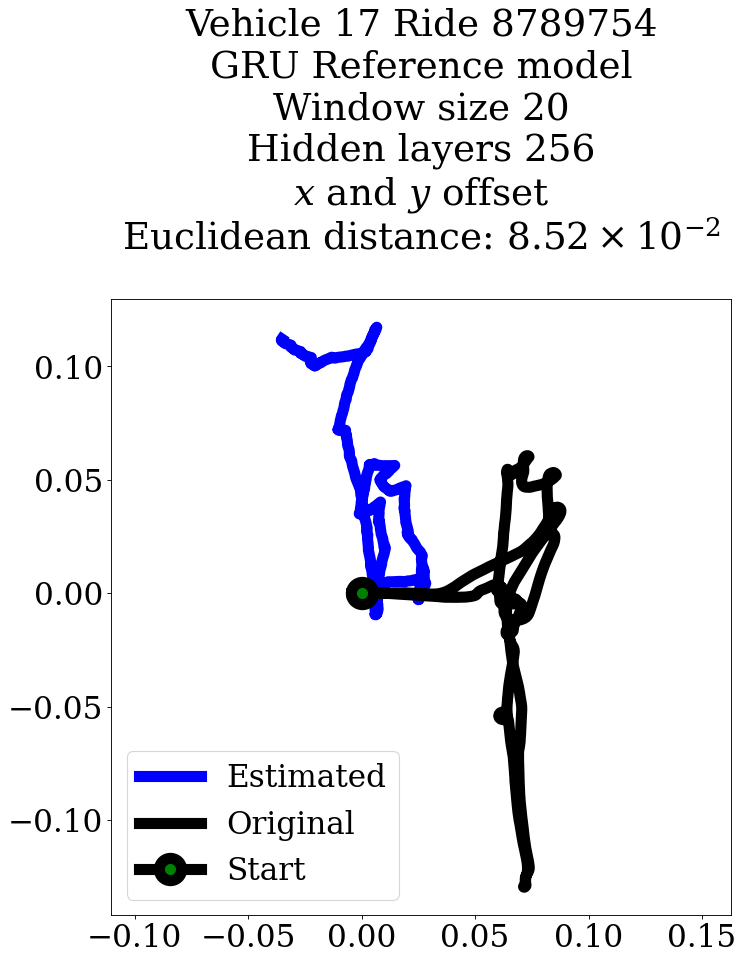 Vehicle 17 Ride 8789754
GRU Reference model
Window size 20
Hidden layers 256
x and y offset
Euclidean distance: 8.52 × 10⁻²
0.10
0.05
0.00
−0.05
−0.10
Estimated
Original
Start
−0.10 −0.05 0.00 0.05 0.10 0.15